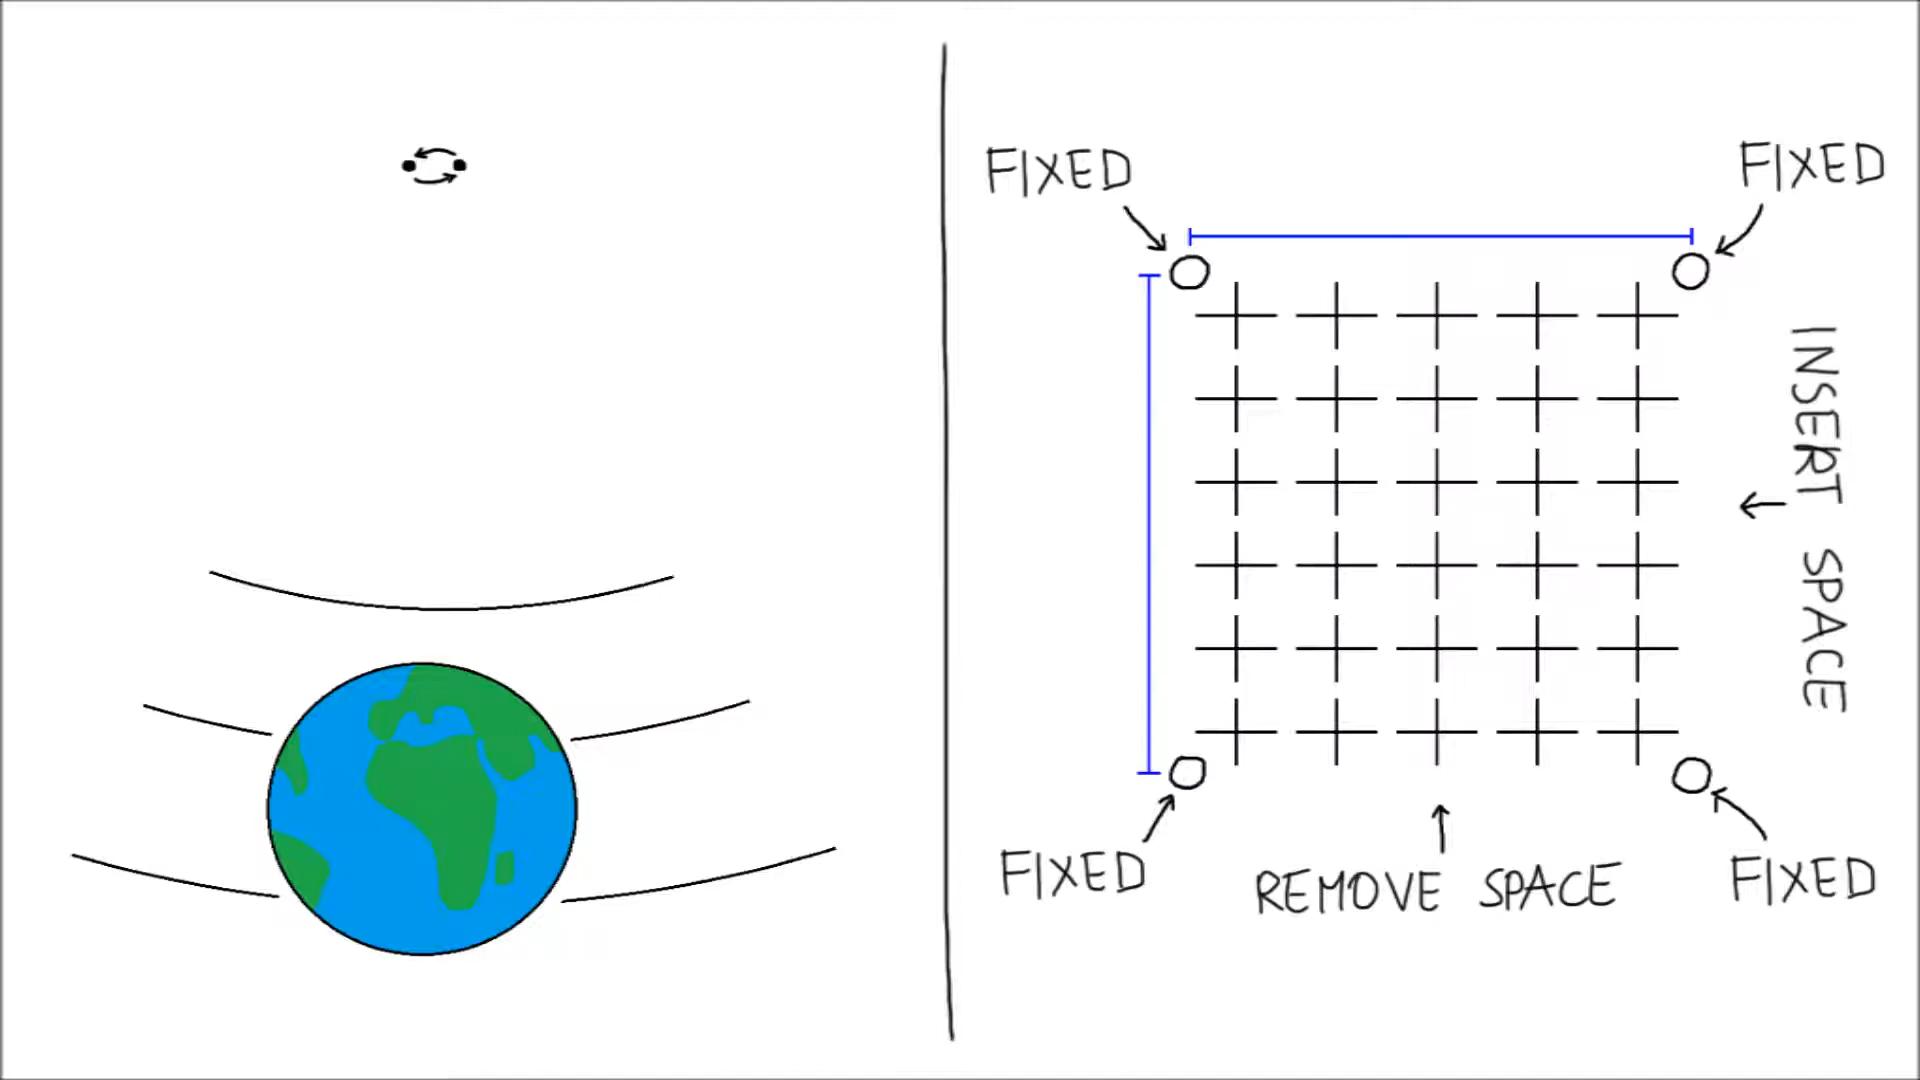 FIXED
FIXED
INSERT SPACE
FIXED
REMOVE SPACE
FIXED